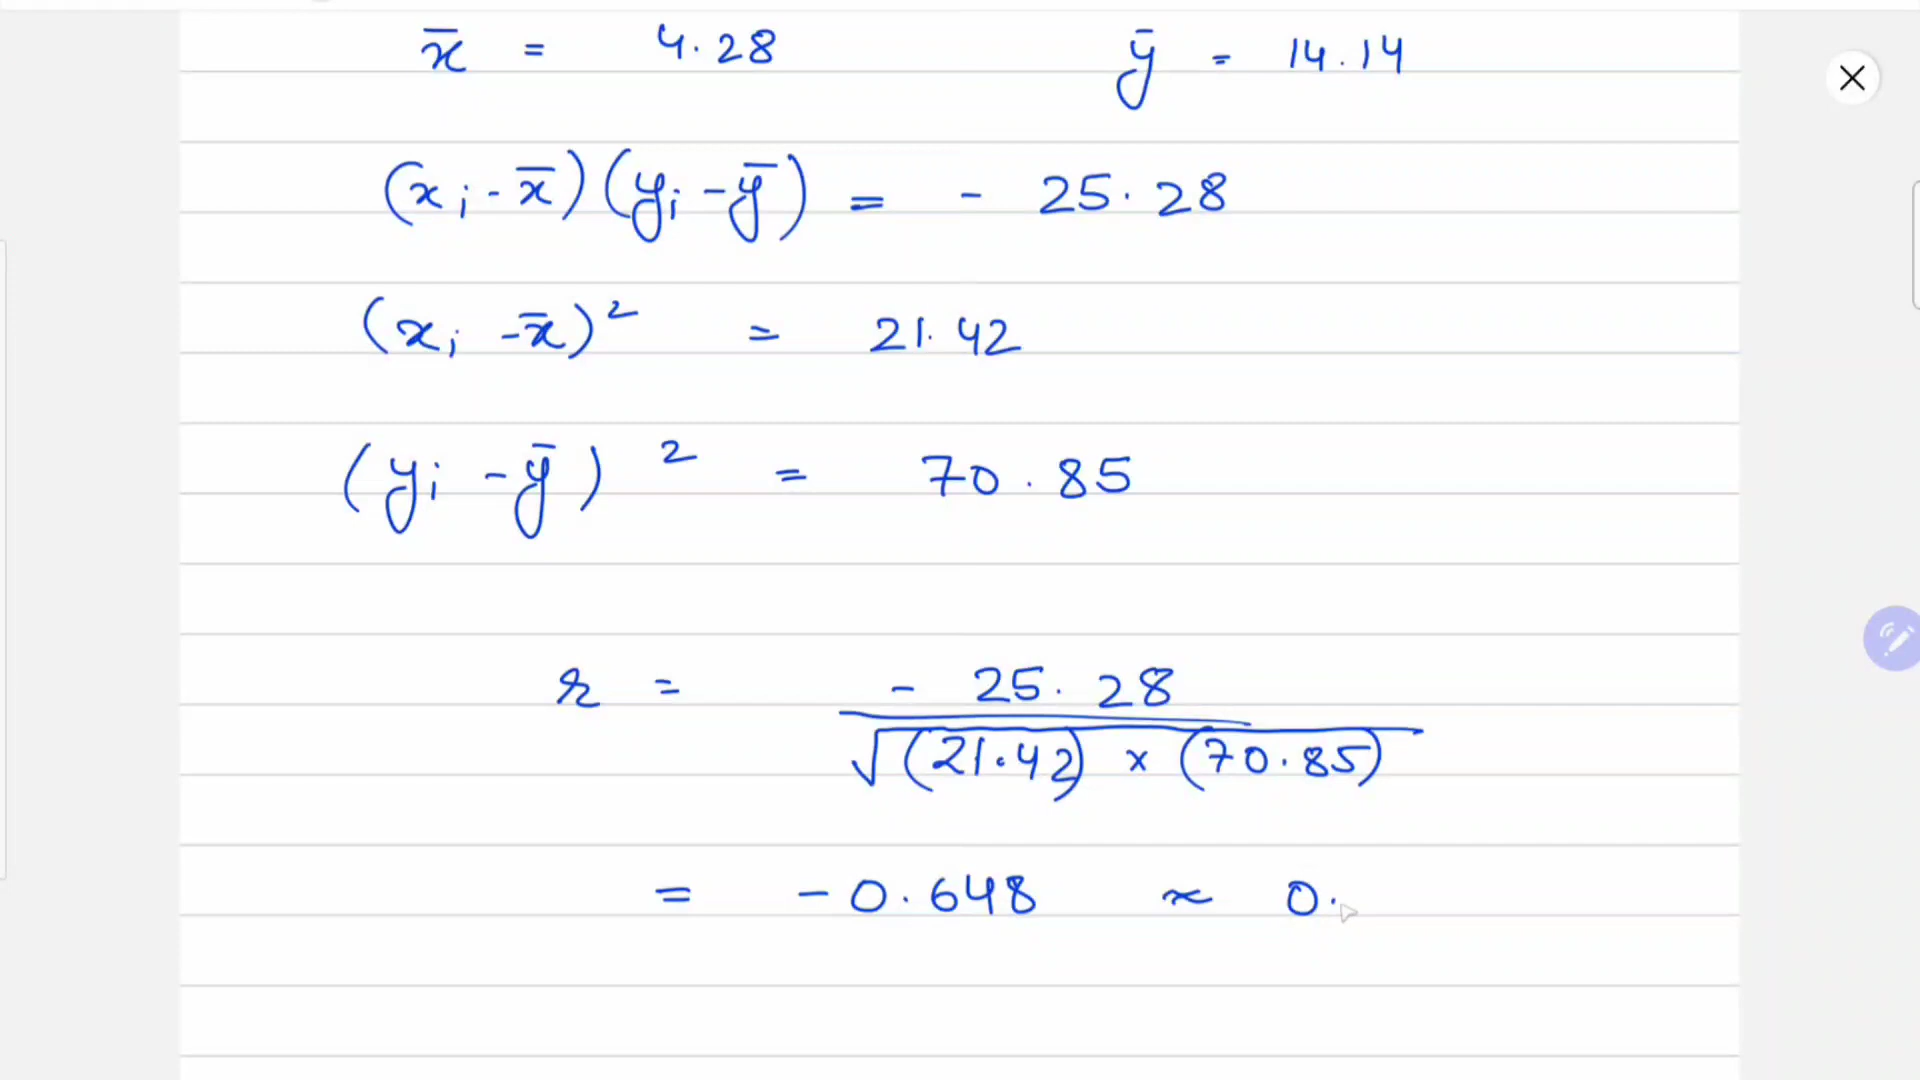 x̄ = 4.28 ȳ = 14.14
(xi - x̄)(yi - ȳ) = - 25.28
(xi - x̄)² = 21.42
(yi - ȳ)² = 70.85
r = - 25.28
√(21.42) × (70.85)
= - 0.648 ≈ 0.